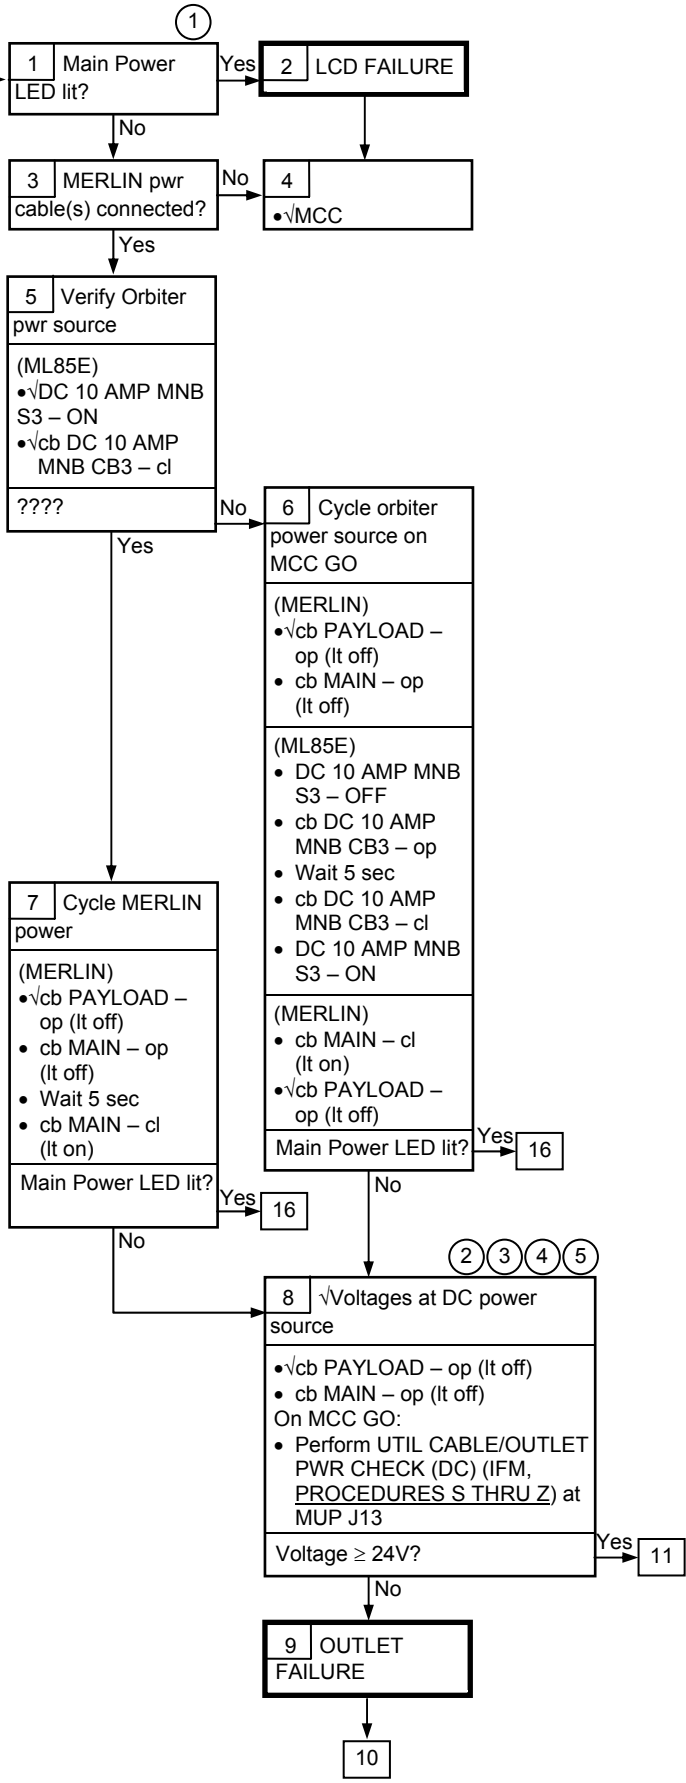 1
1 Main Power
LED lit?
Yes
2 LCD FAILURE
No
3 MERLIN pwr
cable(s) connected?
No
4
•√MCC
Yes
5 Verify Orbiter
pwr source
(ML85E)
•√DC 10 AMP MNB
S3 – ON
•√cb DC 10 AMP
MNB CB3 – cl
????
No
Yes
6 Cycle orbiter
power source on
MCC GO
(MERLIN)
•√cb PAYLOAD –
op (lt off)
• cb MAIN – op
(lt off)
(ML85E)
• DC 10 AMP MNB
S3 – OFF
• cb DC 10 AMP
MNB CB3 – op
• Wait 5 sec
• cb DC 10 AMP
MNB CB3 – cl
• DC 10 AMP MNB
S3 – ON
(MERLIN)
• cb MAIN – cl
(lt on)
•√cb PAYLOAD –
op (lt off)
Main Power LED lit?
Yes
16
No
7 Cycle MERLIN
power
(MERLIN)
•√cb PAYLOAD –
op (lt off)
• cb MAIN – op
(lt off)
• Wait 5 sec
• cb MAIN – cl
(lt on)
Main Power LED lit?
Yes
16
No
2 3 4 5
8 √Voltages at DC power
source
•√cb PAYLOAD – op (lt off)
• cb MAIN – op (lt off)
On MCC GO:
• Perform UTIL CABLE/OUTLET
PWR CHECK (DC) (IFM,
PROCEDURES S THRU Z) at
MUP J13
Voltage ≥ 24V?
Yes
11
No
9 OUTLET
FAILURE
10